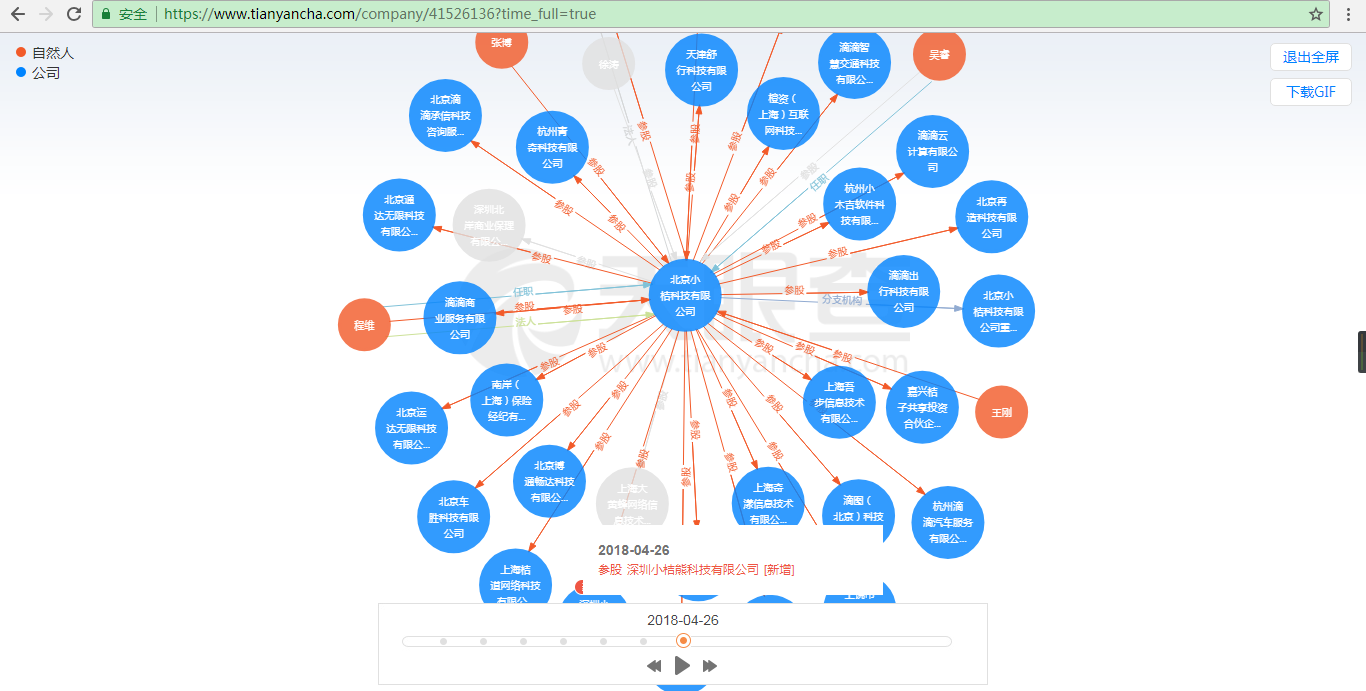 安全
https://www.tianyancha.com/company/41526136?time_full=true
自然人
公司
退出全屏
下载GIF
张博
徐涛
天津舒
行科技有限
公司
滴滴智
慧交通科技
有限公...
吴睿
北京滴
滴承信科技
咨询服...
杭州青
奇科技有限
公司
橙资（
上海）互联
网科技...
滴滴云
计算有限公
司
北京通
达无限科技
有限公...
深圳北
岸商业保理
有限公...
杭州小
木吉软件科
技有限...
北京再
造科技有限
公司
北京小
桔科技有限
公司
滴滴出
行科技有限
公司
北京小
桔科技有限
公司重...
程维
滴滴商
业服务有限
公司
任职
参股
法人
参股
参股
分支机构
天眼查
www.tianyancha.com
南岸（
上海）保险
经纪有...
上海吾
步信息技术
有限公...
嘉兴桔
子共享投资
合伙企...
王刚
北京运
达无限科技
有限公...
北京博
通畅达科技
有限公...
上海大
黄蜂网络信
息技术...
上海奇
漾信息技术
有限公...
滴图（
北京）科技
杭州滴
滴汽车服务
有限公...
北京车
胜科技有限
公司
上海桔
道网络科技
有限公
深圳小
上海市
2018-04-26
参股 深圳小桔熊科技有限公司 [新增]
2018-04-26